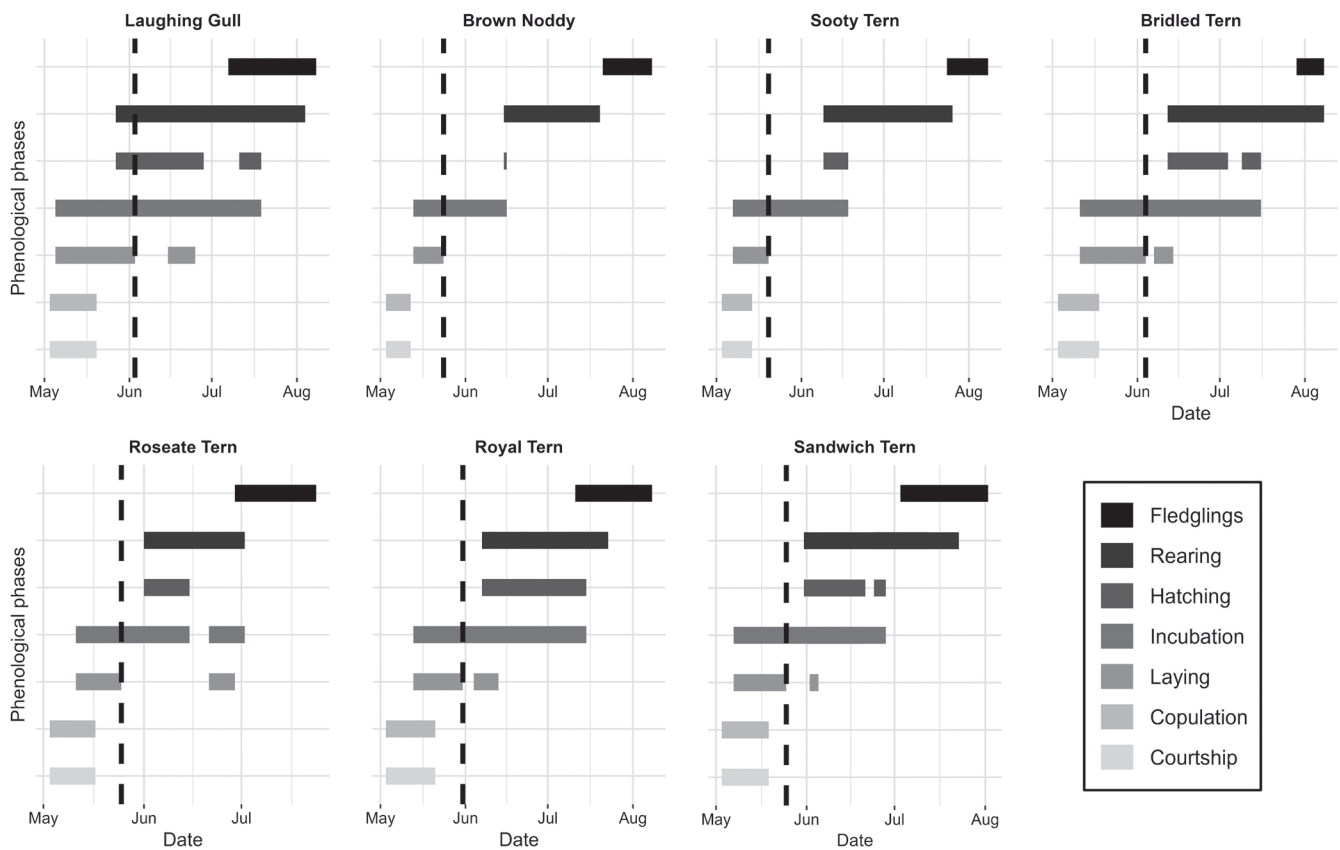 Laughing Gull
Brown Noddy
Sooty Tern
Bridled Tern
Phenological phases
May Jun Jul Aug
May Jun Jul Aug
May Jun Jul Aug
May Jun Jul Aug
Date
Roseate Tern
Royal Tern
Sandwich Tern
Phenological phases
May Jun Jul
May Jun Jul Aug
May Jun Jul Aug
Date
Date
Date
Fledglings
Rearing
Hatching
Incubation
Laying
Copulation
Courtship